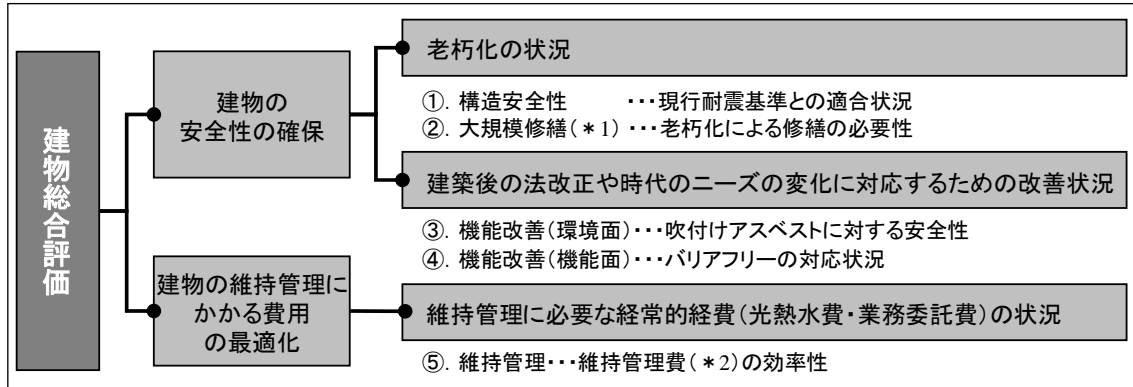 建物総合評価
建物の
安全性の確保
老朽化の状況
①．構造安全性　　　・・・現行耐震基準との適合状況
②．大規模修繕(＊1)・・・老朽化による修繕の必要性
建築後の法改正や時代のニーズの変化に対応するための改善状況
③．機能改善(環境面)・・・吹付けアスベストに対する安全性
④．機能改善(機能面)・・・バリアフリーの対応状況
建物の維持管理に
かかる費用
の最適化
維持管理に必要な経常的経費(光熱水費・業務委託費)の状況
⑤．維持管理・・・維持管理費(＊2)の効率性